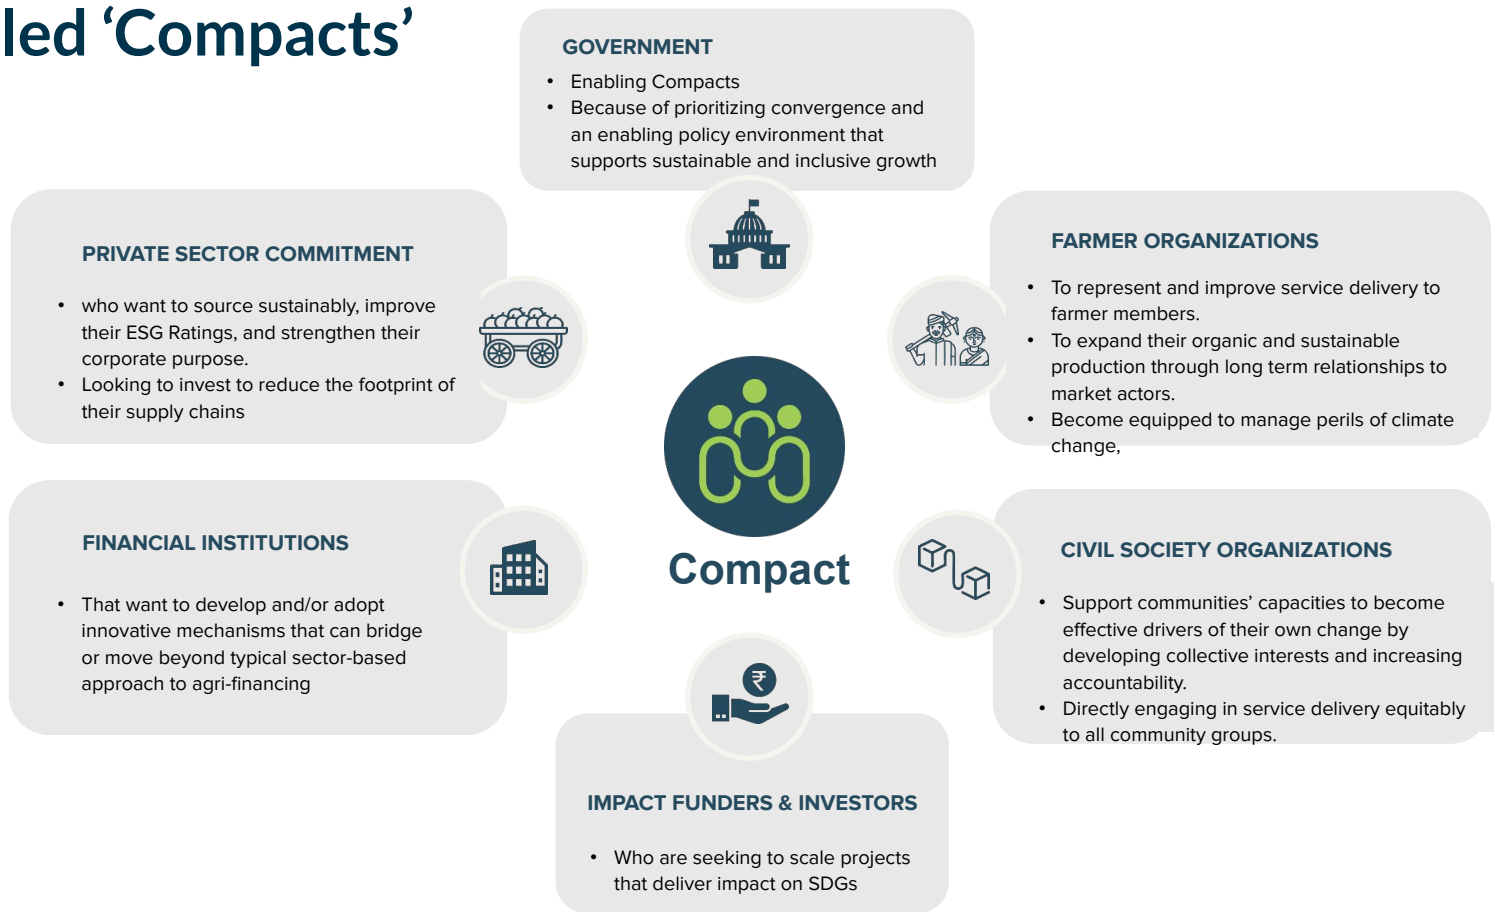 led ‘Compacts’
GOVERNMENT
• Enabling Compacts
• Because of prioritizing convergence and
an enabling policy environment that
supports sustainable and inclusive growth
PRIVATE SECTOR COMMITMENT
• who want to source sustainably, improve
their ESG Ratings, and strengthen their
corporate purpose.
• Looking to invest to reduce the footprint of
their supply chains
FARMER ORGANIZATIONS
• To represent and improve service delivery to
farmer members.
• To expand their organic and sustainable
production through long term relationships to
market actors.
• Become equipped to manage perils of climate
change,
Compact
FINANCIAL INSTITUTIONS
• That want to develop and/or adopt
innovative mechanisms that can bridge
or move beyond typical sector-based
approach to agri-financing
CIVIL SOCIETY ORGANIZATIONS
• Support communities’ capacities to become
effective drivers of their own change by
developing collective interests and increasing
accountability.
• Directly engaging in service delivery equitably
to all community groups.
₹
IMPACT FUNDERS & INVESTORS
• Who are seeking to scale projects
that deliver impact on SDGs